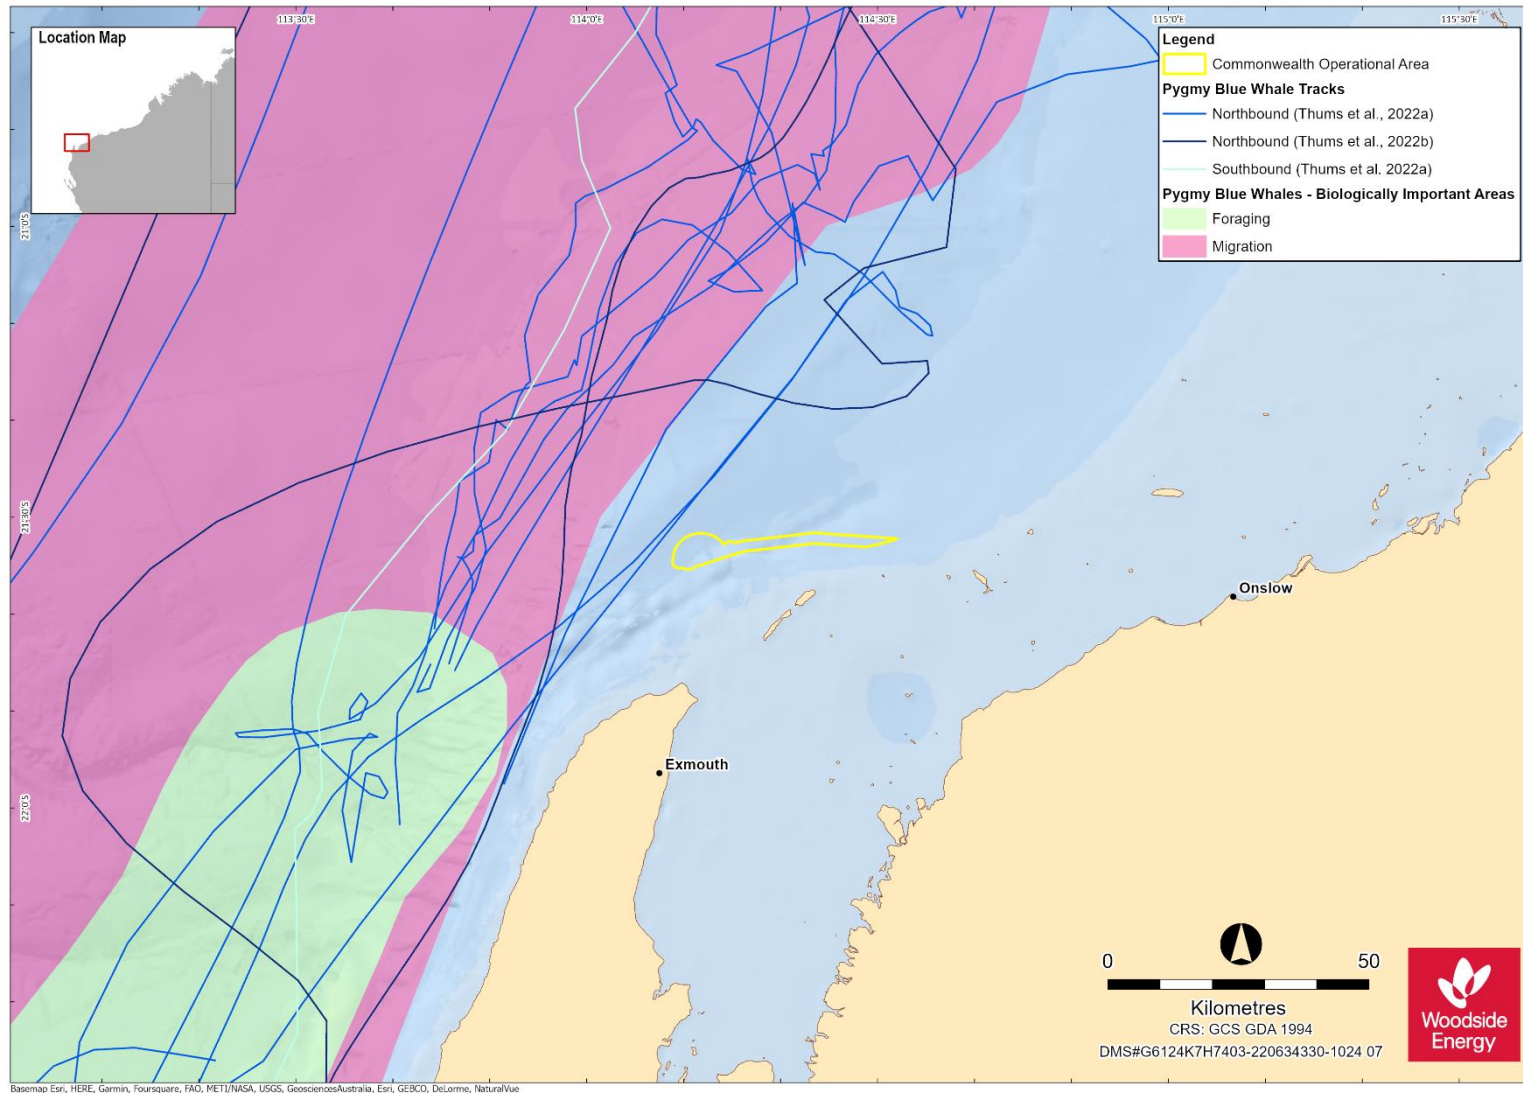 113°30'E
114°0'E
114°30'E
115°0'E
115°30'E
Location Map
Legend
Commonwealth Operational Area
Pygmy Blue Whale Tracks
Northbound (Thums et al., 2022a)
Northbound (Thums et al., 2022b)
Southbound (Thums et al. 2022a)
Pygmy Blue Whales - Biologically Important Areas
Foraging
Migration
21°0'S
21°30'S
22°0'S
Onslow
Exmouth
0 50
Kilometres
CRS: GCS GDA 1994
DMS#G6124K7H7403-220634330-1024 07
Woodside
Energy
Basemap Esri, HERE, Garmin, Foursquare, FAO, METI/NASA, USGS, GeosciencesAustralia, Esri, GEBCO, DeLorme, NaturalVue